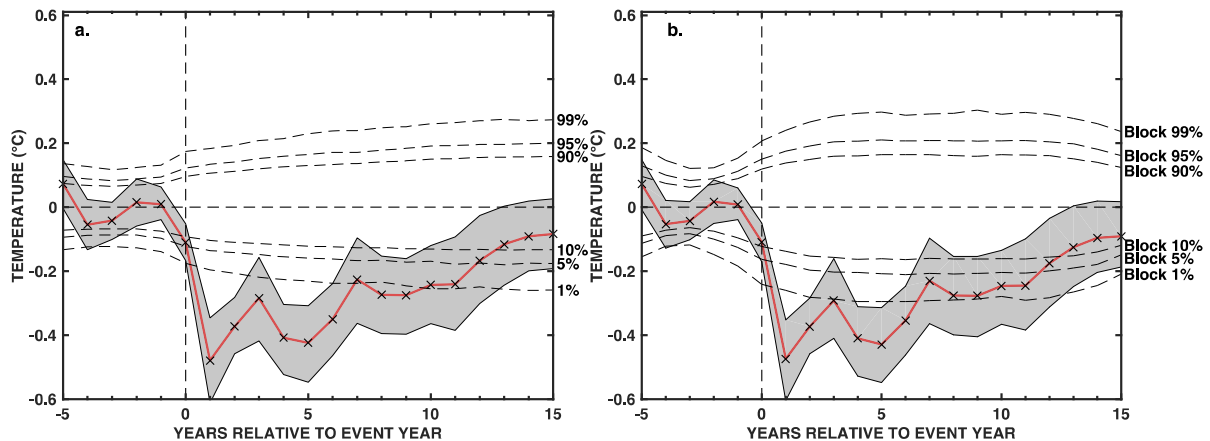 a.
0.6
0.4
0.2
0
-0.2
-0.4
-0.6
TEMPERATURE (°C)
99%
95%
90%
10%
5%
1%
-5
0
5
10
15
YEARS RELATIVE TO EVENT YEAR
b.
0.6
0.4
0.2
0
-0.2
-0.4
-0.6
TEMPERATURE (°C)
Block 99%
Block 95%
Block 90%
Block 10%
Block 5%
Block 1%
-5
0
5
10
15
YEARS RELATIVE TO EVENT YEAR